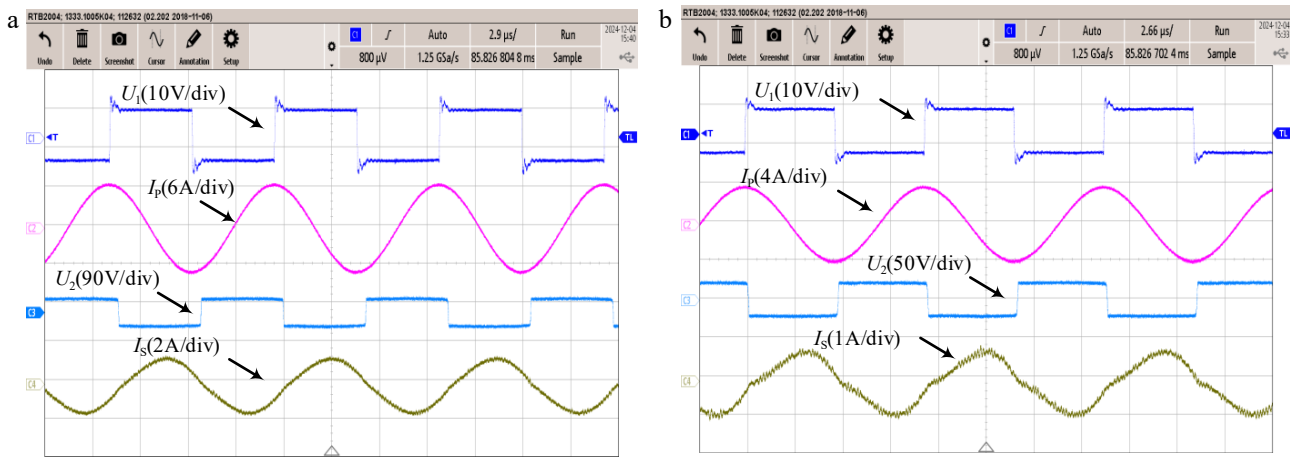 a
RTB2004; 1333.1005K04; 112632 (02.202 2018-11-06)
Undo Delete Screenshot Cursor Annotation Setup
C1 Auto 2.9 µs/ Run
800 µV 1.25 GSa/s 85.826 804 8 ms Sample
2024-12-04
15:40
U1(10V/div)
C1 T TL
IP(6A/div)
C2
U2(90V/div)
C3
IS(2A/div)
C4
b
RTB2004; 1333.1005K04; 112632 (02.202 2018-11-06)
Undo Delete Screenshot Cursor Annotation Setup
C1 Auto 2.66 µs/ Run
800 µV 1.25 GSa/s 85.826 702 4 ms Sample
2024-12-04
15:33
U1(10V/div)
C1 T TL
IP(4A/div)
C2
U2(50V/div)
C3
IS(1A/div)
C4